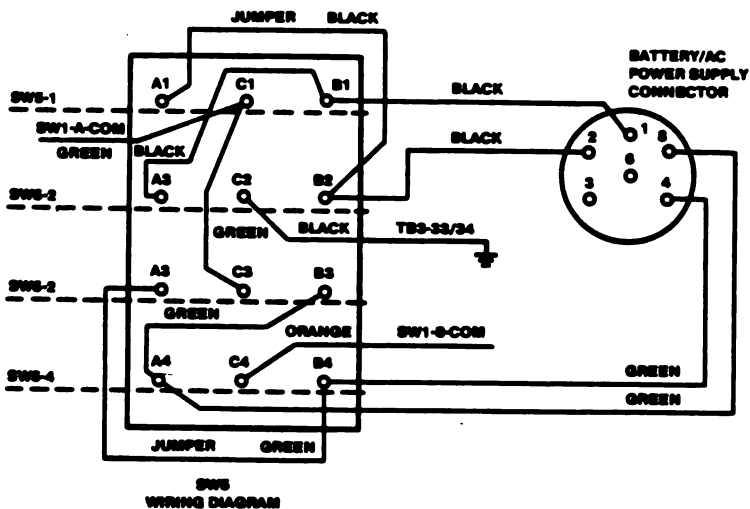 JUMPER BLACK
BATTERY/AC
POWER SUPPLY
CONNECTOR
A1 C1 B1
BLACK
SW5-1
SW1-A-COM
GREEN BLACK
BLACK
1
2 5
6
3 4
A3 C2 B2
SW5-2
GREEN BLACK TB3-33/34
A3 C3 B3
SW5-2
GREEN
ORANGE SW1-B-COM
A4 C4 B4
SW5-4
GREEN
GREEN
JUMPER GREEN
SW5
WIRING DIAGRAM